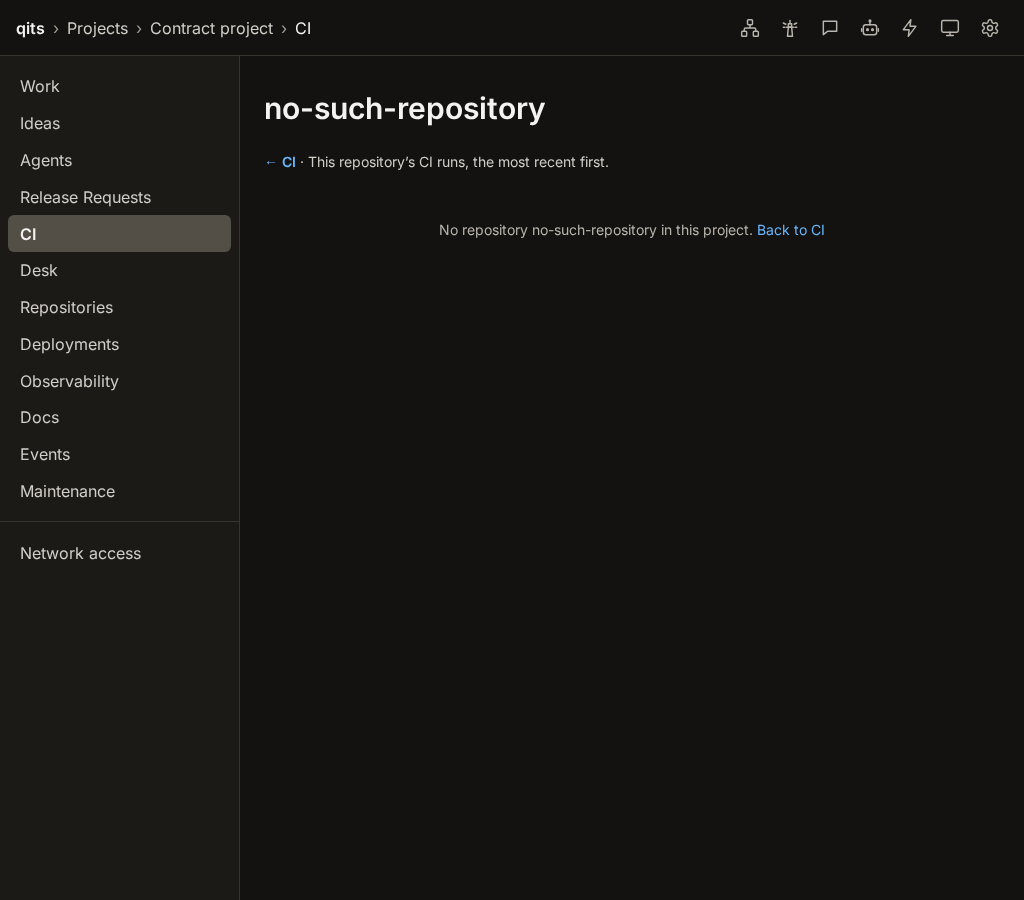 qits › Projects › Contract project › CI
Work
Ideas
Agents
Release Requests
CI
Desk
Repositories
Deployments
Observability
Docs
Events
Maintenance
Network access
no-such-repository
← CI · This repository’s CI runs, the most recent first.
No repository no-such-repository in this project. Back to CI